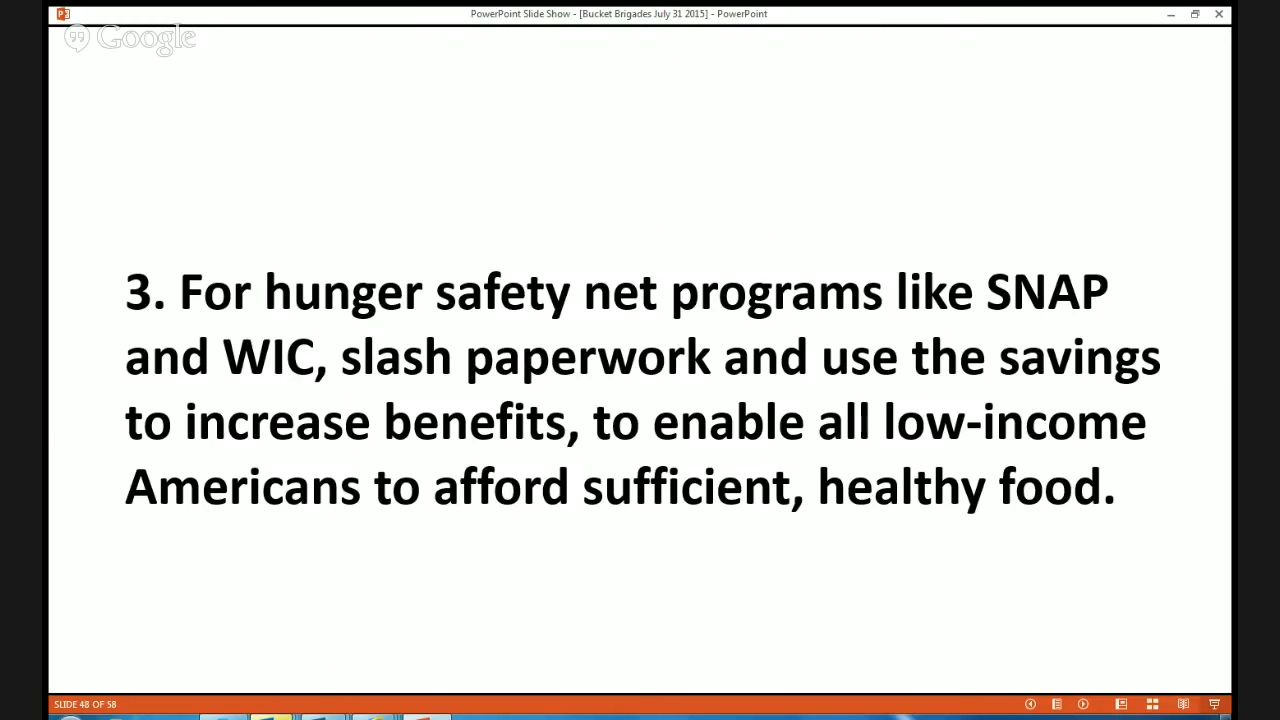 PowerPoint Slide Show - [Bucket Brigades July 31 2015] - PowerPoint
Google
3. For hunger safety net programs like SNAP
and WIC, slash paperwork and use the savings
to increase benefits, to enable all low-income
Americans to afford sufficient, healthy food.
SLIDE 48 OF 58